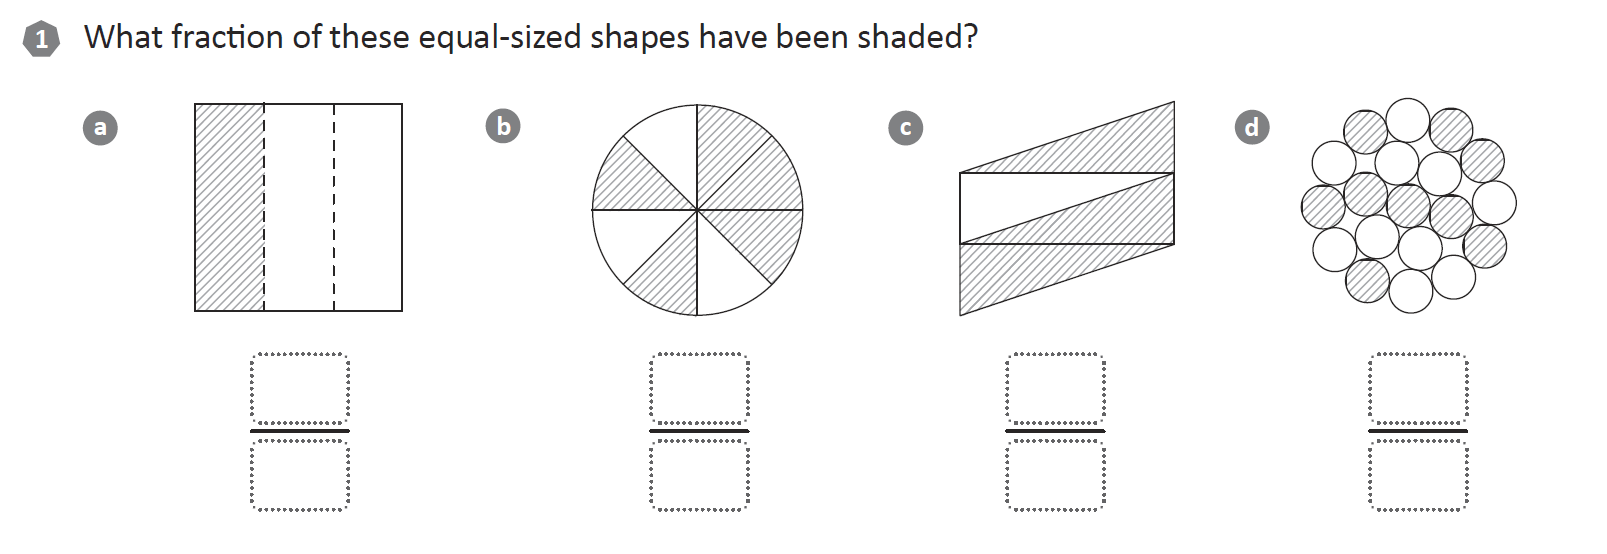 1 What fraction of these equal-sized shapes have been shaded?
a b c d